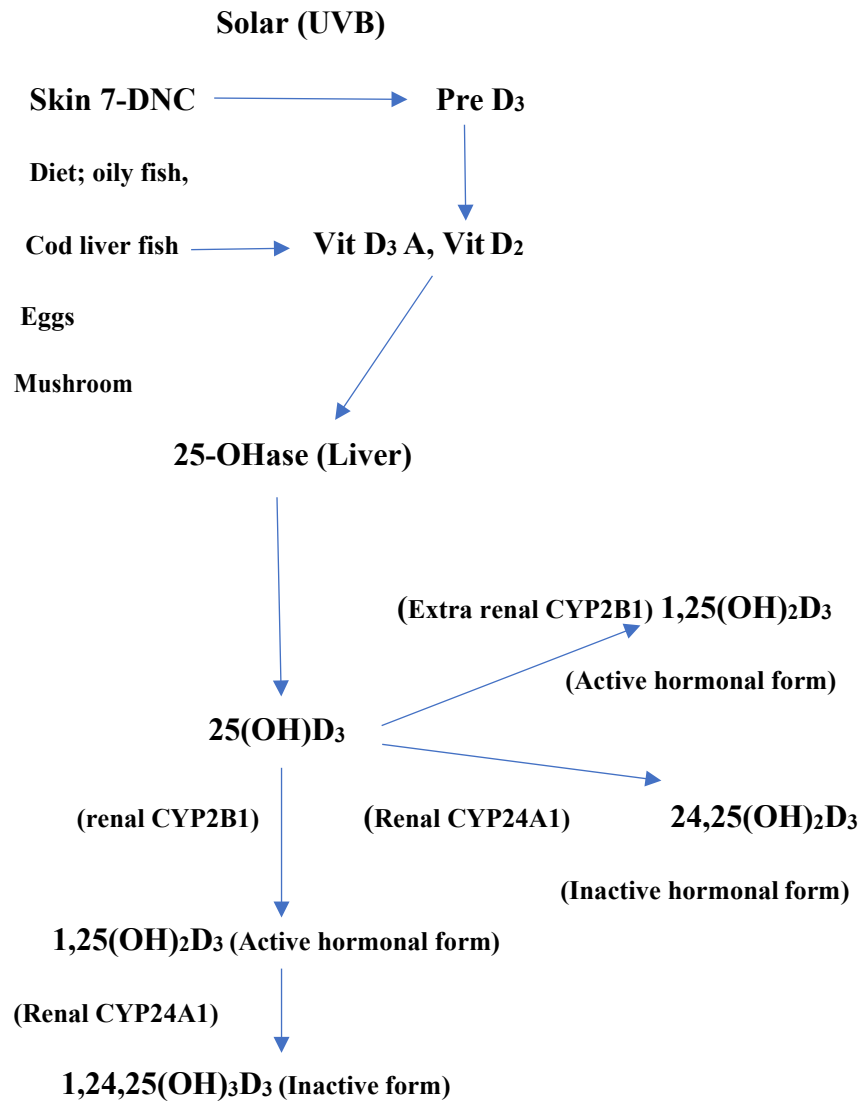 Solar (UVB)
Skin 7-DNC
Pre D₃
Diet; oily fish,
Cod liver fish
Vit D₃ A, Vit D₂
Eggs
Mushroom
25-OHase (Liver)
(Extra renal CYP2B1) 1,25(OH)₂D₃
(Active hormonal form)
25(OH)D₃
(renal CYP2B1)
(Renal CYP24A1)
24,25(OH)₂D₃
(Inactive hormonal form)
1,25(OH)₂D₃ (Active hormonal form)
(Renal CYP24A1)
1,24,25(OH)₃D₃ (Inactive form)